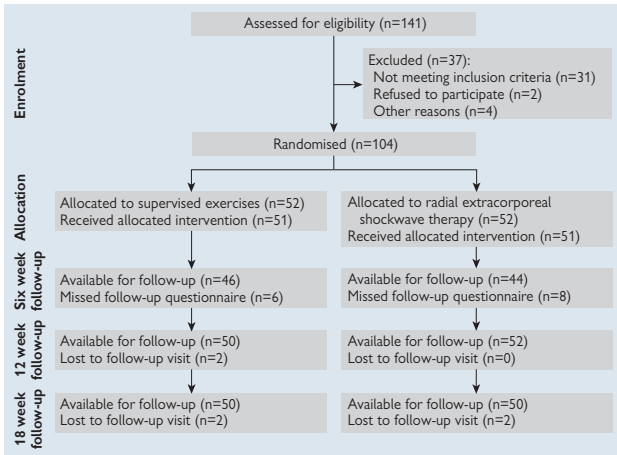 Assessed for eligibility (n=141)
Enrolment
Excluded (n=37):
Not meeting inclusion criteria (n=31)
Refused to participate (n=2)
Other reasons (n=4)
Randomised (n=104)
Allocation
Allocated to supervised exercises (n=52)
Received allocated intervention (n=51)
Allocated to radial extracorporeal
shockwave therapy (n=52)
Received allocated intervention (n=51)
Six week
follow-up
Available for follow-up (n=46)
Missed follow-up questionnaire (n=6)
Available for follow-up (n=44)
Missed follow-up questionnaire (n=8)
12 week
follow-up
Available for follow-up (n=50)
Lost to follow-up visit (n=2)
Available for follow-up (n=52)
Lost to follow-up visit (n=0)
18 week
follow-up
Available for follow-up (n=50)
Lost to follow-up visit (n=2)
Available for follow-up (n=50)
Lost to follow-up visit (n=2)